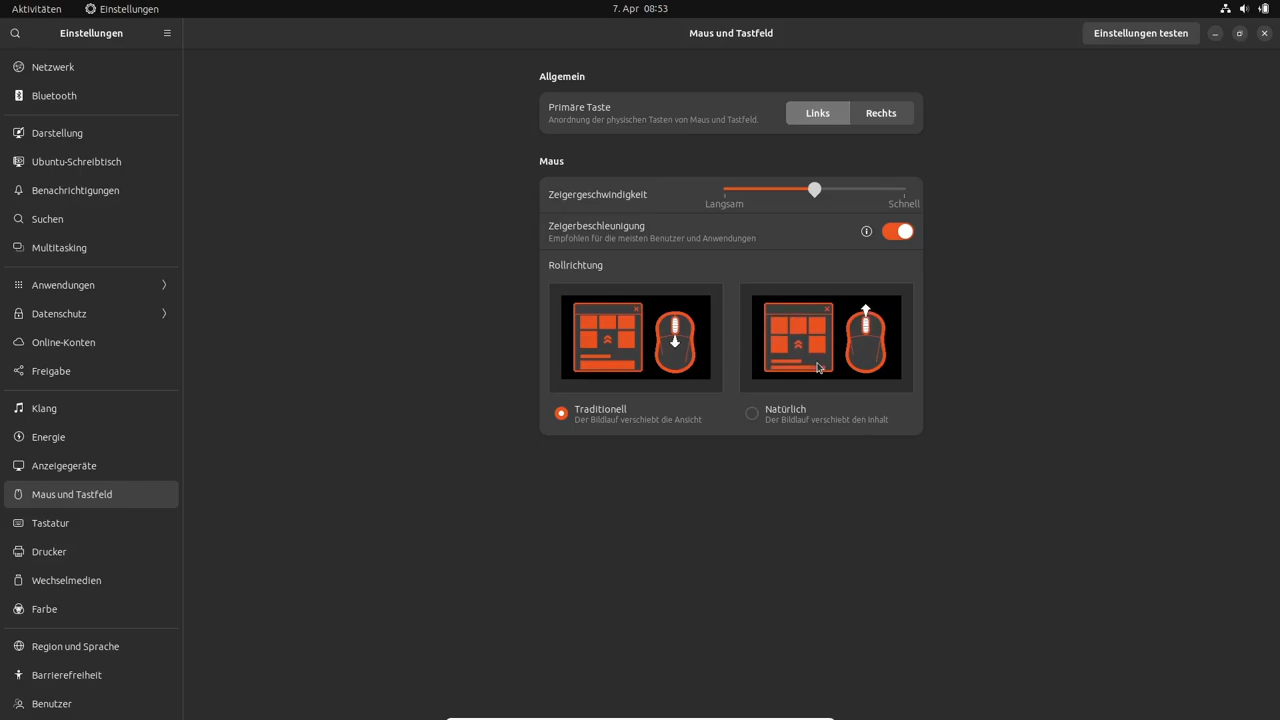 Aktivitäten
Einstellungen
7. Apr 08:53
Einstellungen
Maus und Tastfeld
Einstellungen testen
Netzwerk
Bluetooth
Darstellung
Ubuntu-Schreibtisch
Benachrichtigungen
Suchen
Multitasking
Anwendungen
Datenschutz
Online-Konten
Freigabe
Klang
Energie
Anzeigegeräte
Maus und Tastfeld
Tastatur
Drucker
Wechselmedien
Farbe
Region und Sprache
Barrierefreiheit
Benutzer
Allgemein
Primäre Taste
Anordnung der physischen Tasten von Maus und Tastfeld.
Links
Rechts
Maus
Zeigergeschwindigkeit
Langsam
Schnell
Zeigerbeschleunigung
Empfohlen für die meisten Benutzer und Anwendungen
Rollrichtung
Traditionell
Der Bildlauf verschiebt die Ansicht
Natürlich
Der Bildlauf verschiebt den Inhalt